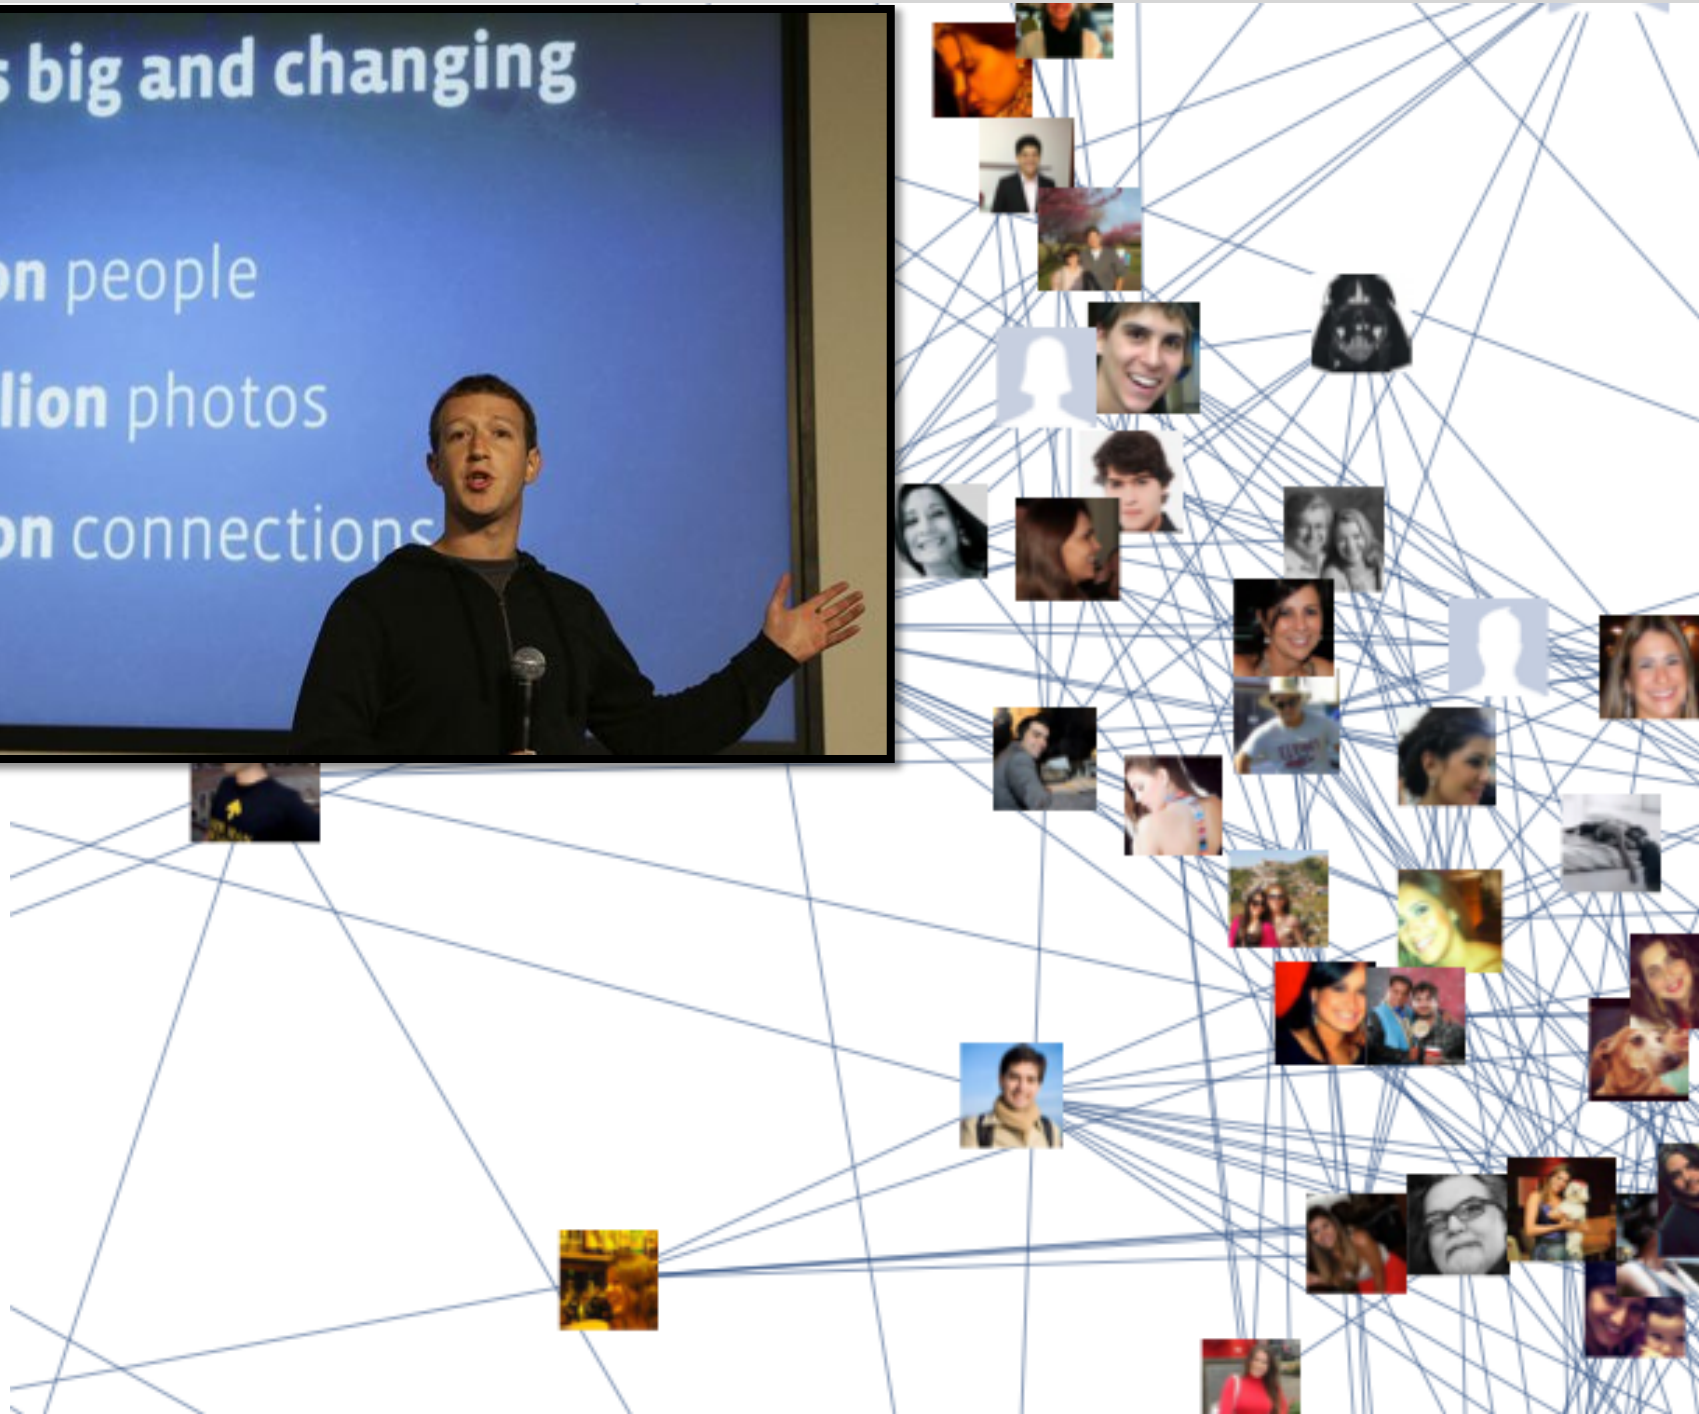 s big and changing
on people
lion photos
on connections